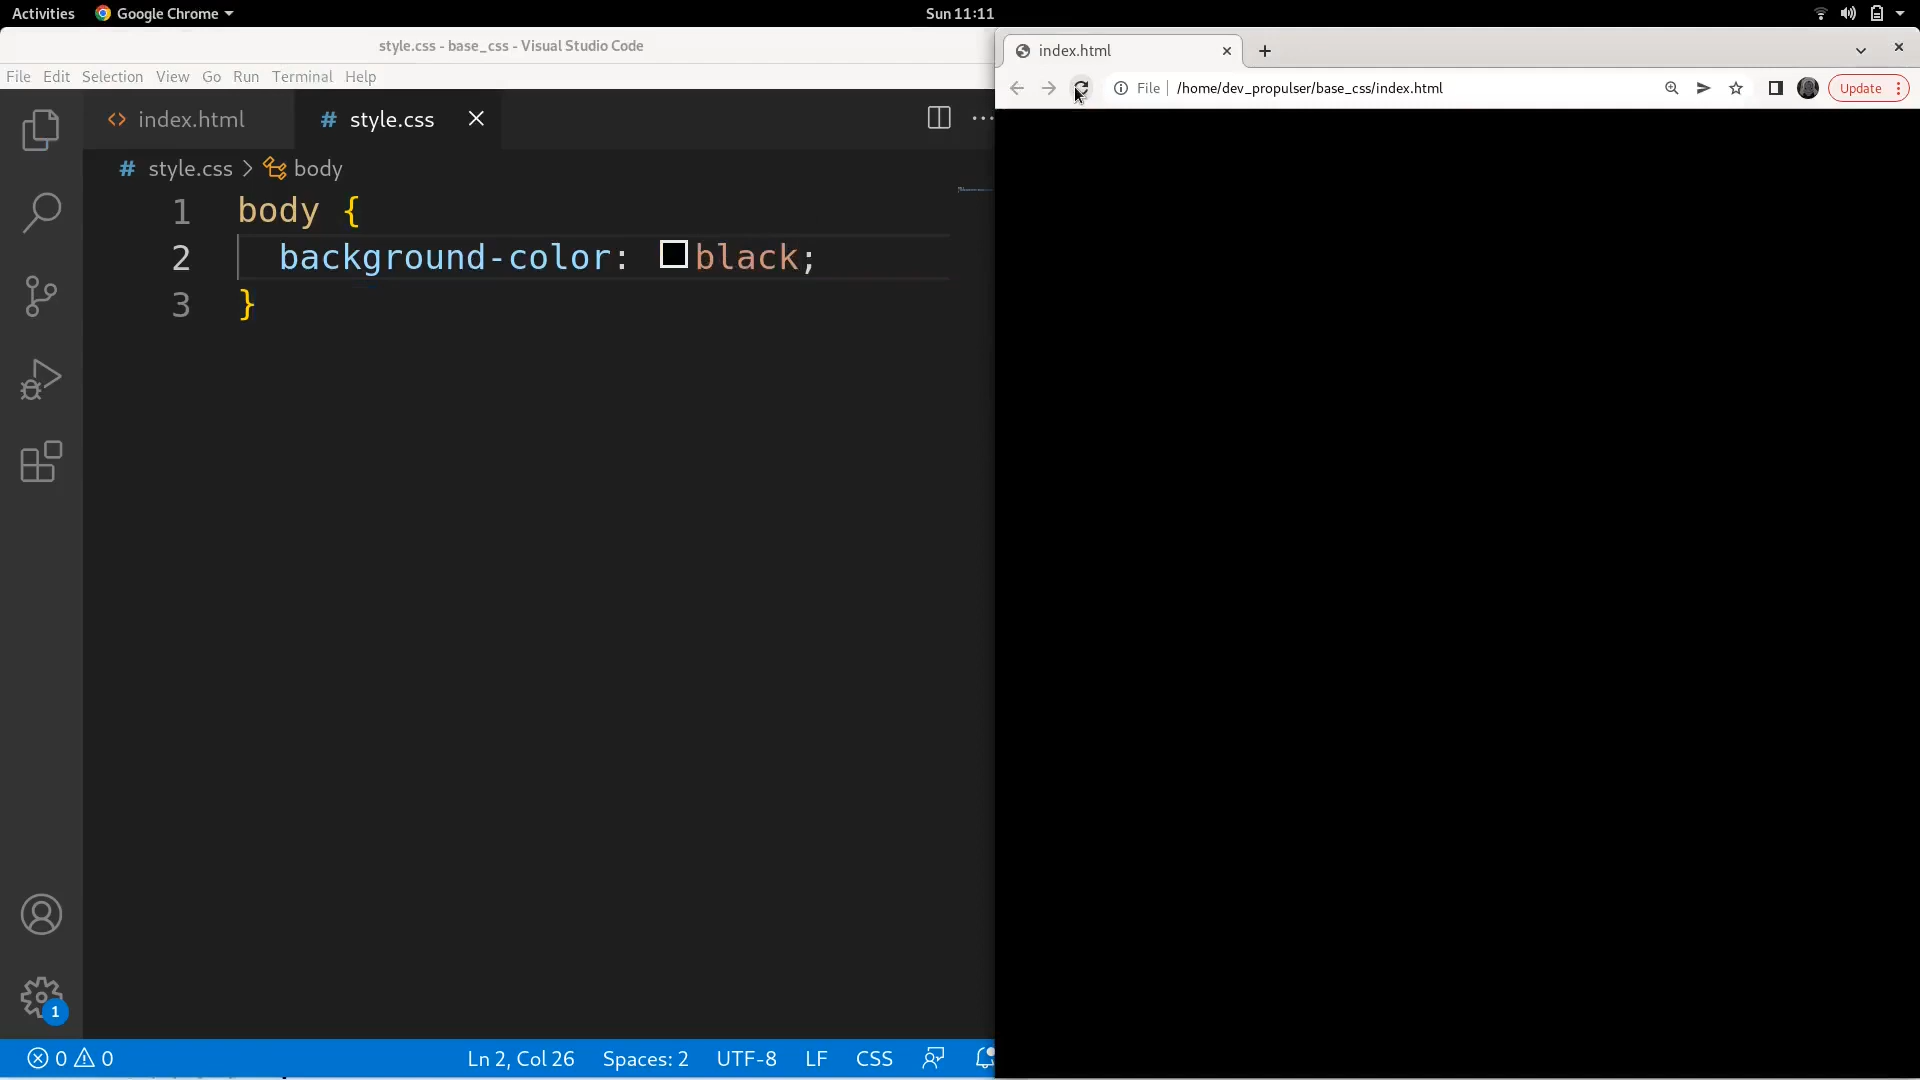 Activities Google Chrome Sun 11:11
style.css - base_css - Visual Studio Code
File Edit Selection View Go Run Terminal Help
index.html style.css
style.css body
1 body {
2 background-color: black;
3 }
1
0 0 Ln 2, Col 26 Spaces: 2 UTF-8 LF CSS
index.html
File /home/dev_propulser/base_css/index.html Update